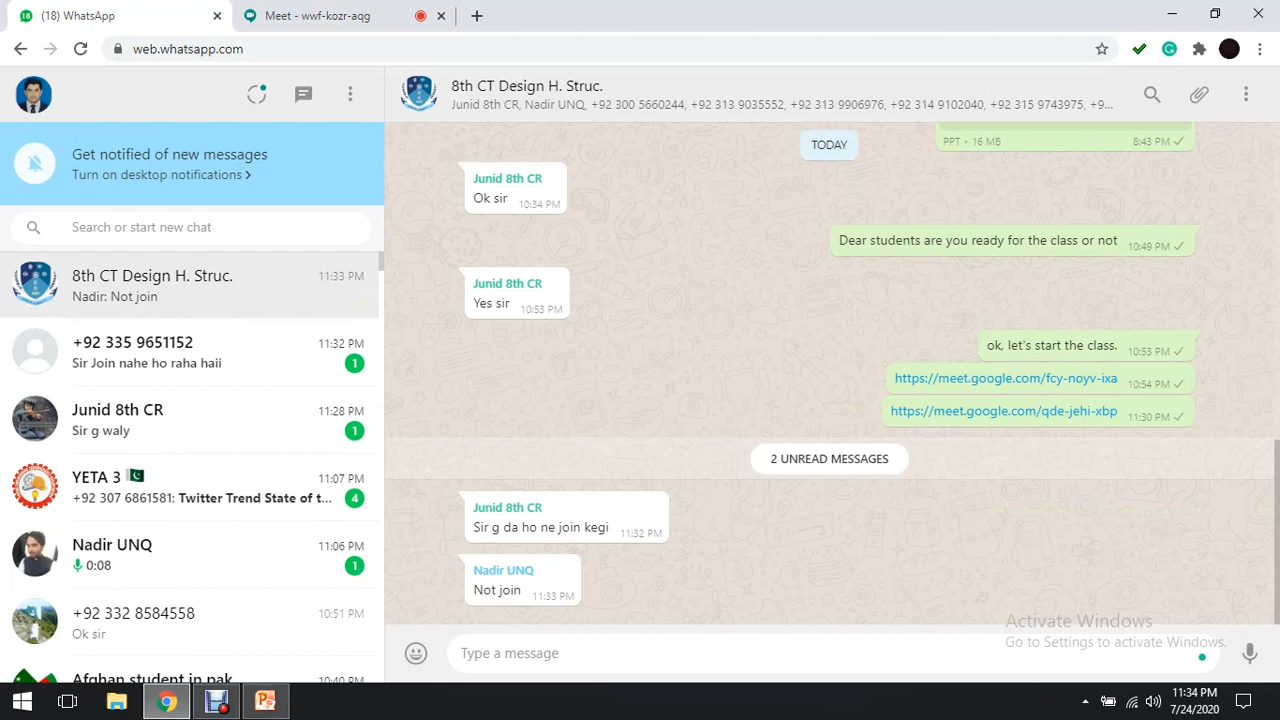 (18) WhatsApp
Meet - wwf-kozr-aqg
web.whatsapp.com
Get notified of new messages
Turn on desktop notifications >
Search or start new chat
8th CT Design H. Struc.
11:33 PM
Nadir: Not join
+92 335 9651152
11:32 PM
Sir Join nahe ho raha haii
1
Junid 8th CR
11:28 PM
Sir g waly
1
YETA 3
11:07 PM
+92 307 6861581: Twitter Trend State of t...
4
Nadir UNQ
11:06 PM
0:08
1
+92 332 8584558
10:51 PM
Ok sir
Afghan student in pak
10:40 PM
8th CT Design H. Struc.
Junid 8th CR, Nadir UNQ, +92 300 5660244, +92 313 9035552, +92 313 9906976, +92 314 9102040, +92 315 9743975, +9...
PPT • 16 MB
8:43 PM
TODAY
Junid 8th CR
Ok sir
10:34 PM
Dear students are you ready for the class or not
10:49 PM
Junid 8th CR
Yes sir
10:53 PM
ok, let's start the class.
10:53 PM
https://meet.google.com/fcy-noyv-ixa
10:54 PM
https://meet.google.com/qde-jehi-xbp
11:30 PM
2 UNREAD MESSAGES
Junid 8th CR
Sir g da ho ne join kegi
11:32 PM
Nadir UNQ
Not join
11:33 PM
Activate Windows
Go to Settings to activate Windows.
Type a message
11:34 PM
7/24/2020